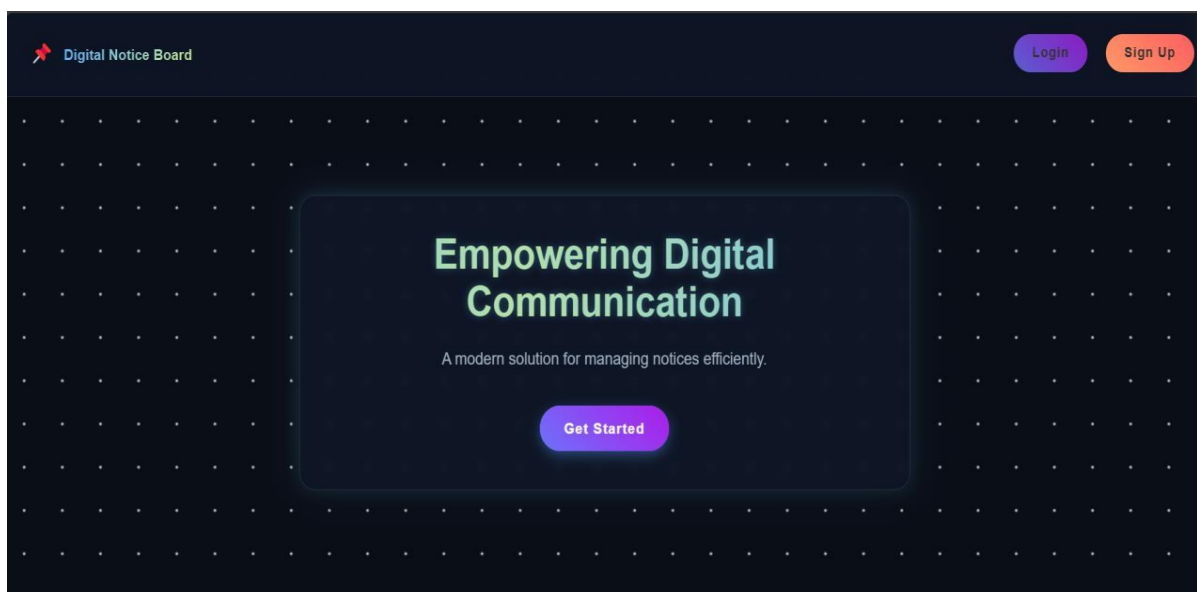 Digital Notice Board
Login
Sign Up
Empowering Digital
Communication
A modern solution for managing notices efficiently.
Get Started